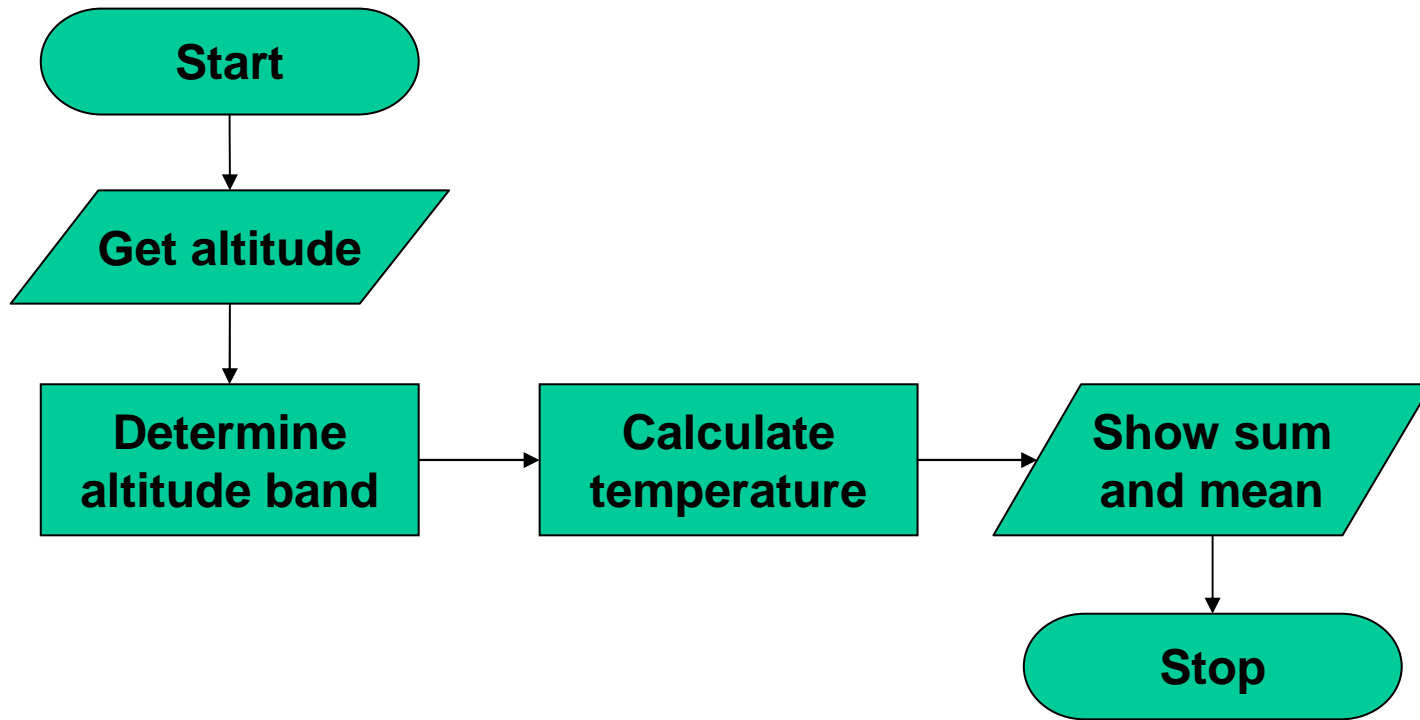 Start
Get altitude
Determine
altitude band
Calculate
temperature
Show sum
and mean
Stop